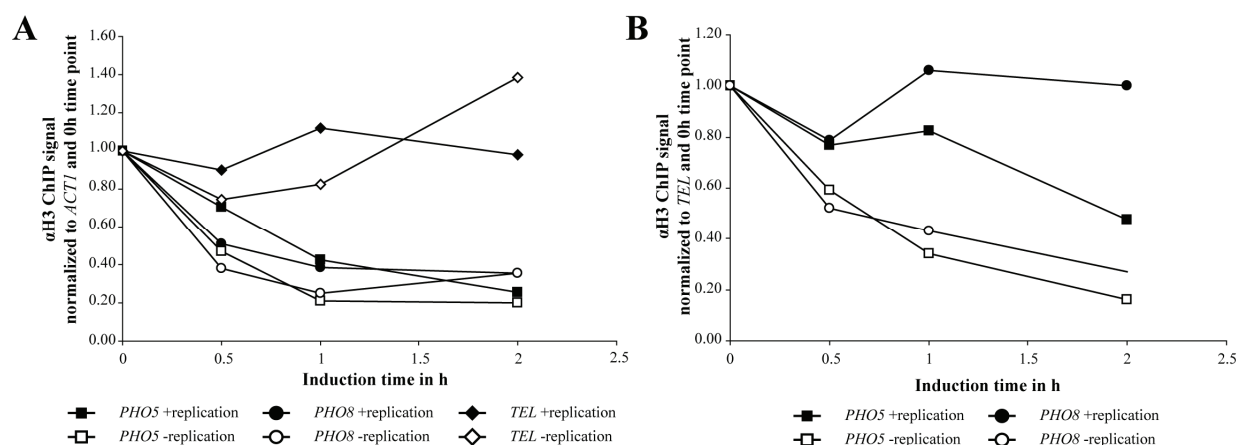 A
αH3 ChIP signal
normalized to ACT1 and 0h time point
1.60
1.40
1.20
1.00
0.80
0.60
0.40
0.20
0.00
0 0.5 1 1.5 2 2.5
Induction time in h
PHO5 +replication PHO8 +replication TEL +replication
PHO5 -replication PHO8 -replication TEL -replication
B
αH3 ChIP signal
normalized to TEL and 0h time point
1.20
1.00
0.80
0.60
0.40
0.20
0.00
0 0.5 1 1.5 2 2.5
Induction time in h
PHO5 +replication PHO8 +replication
PHO5 -replication PHO8 -replication